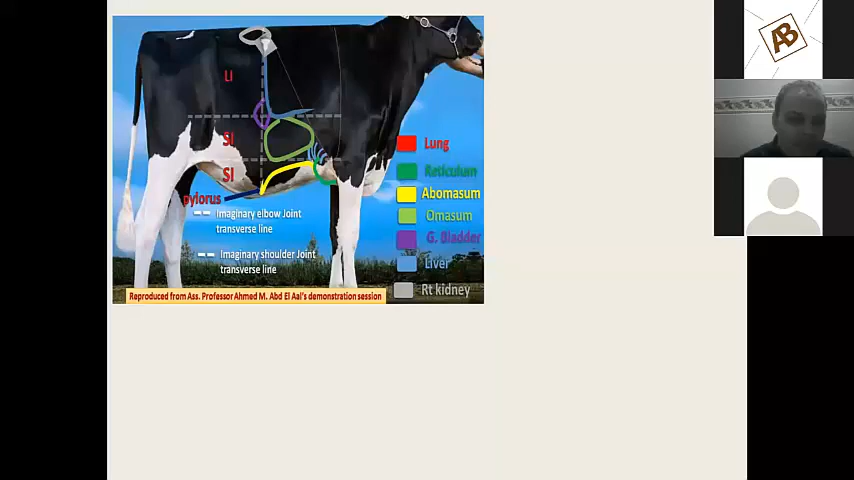 AB
LI
SI
SI
pylorus
Imaginary elbow Joint
transverse line
Imaginary shoulder Joint
transverse line
Lung
Reticulum
Abomasum
Omasum
G. Bladder
Liver
Rt kidney
Reproduced from Ass. Professor Ahmed M. Abd El Aal's demonstration session